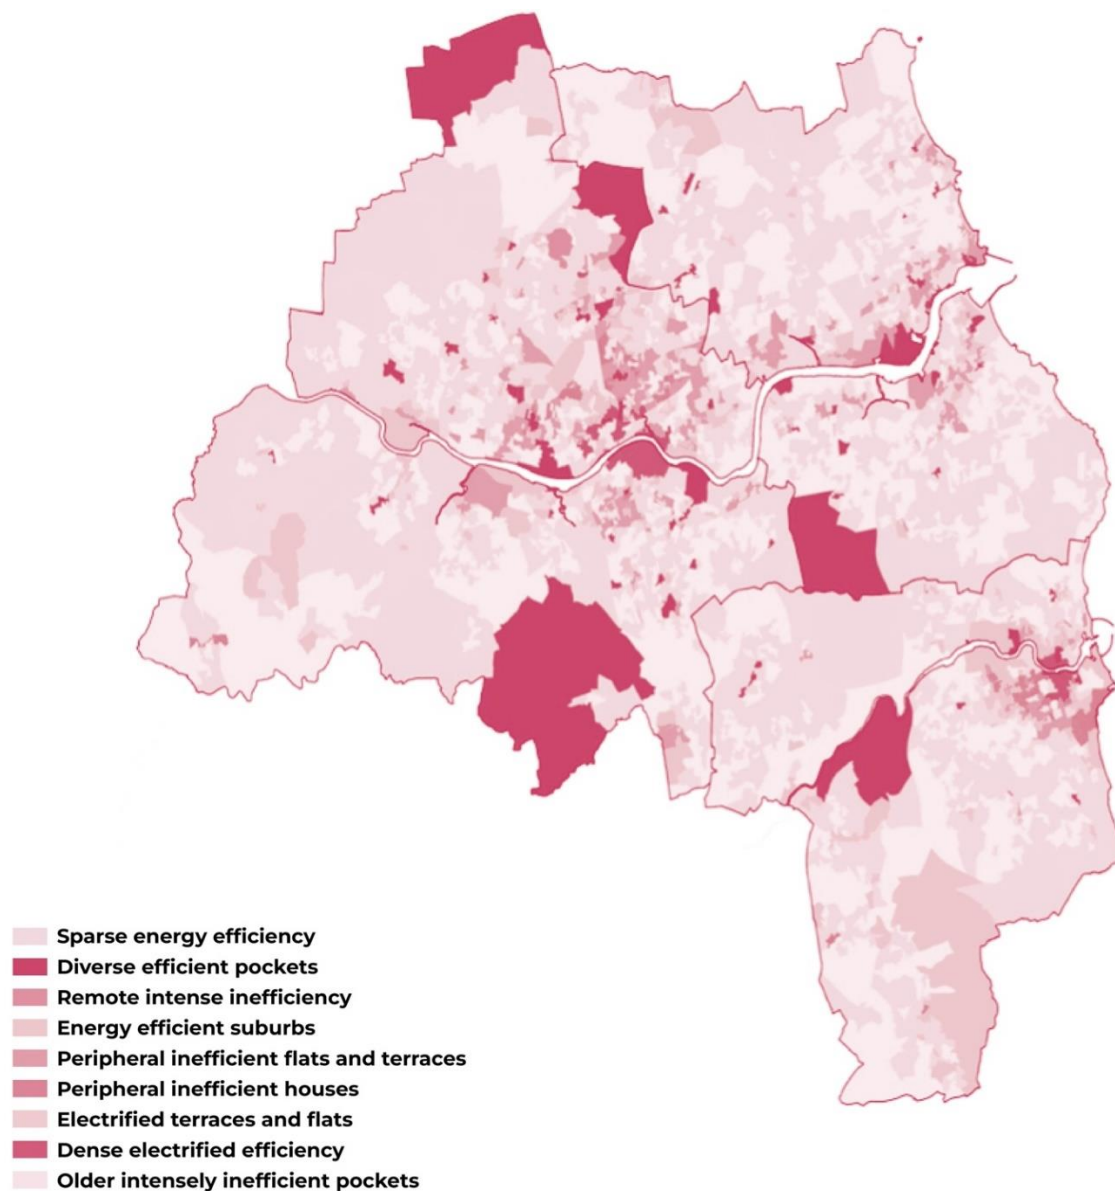 Sparse energy efficiency
Diverse efficient pockets
Remote intense inefficiency
Energy efficient suburbs
Peripheral inefficient flats and terraces
Peripheral inefficient houses
Electrified terraces and flats
Dense electrified efficiency
Older intensely inefficient pockets